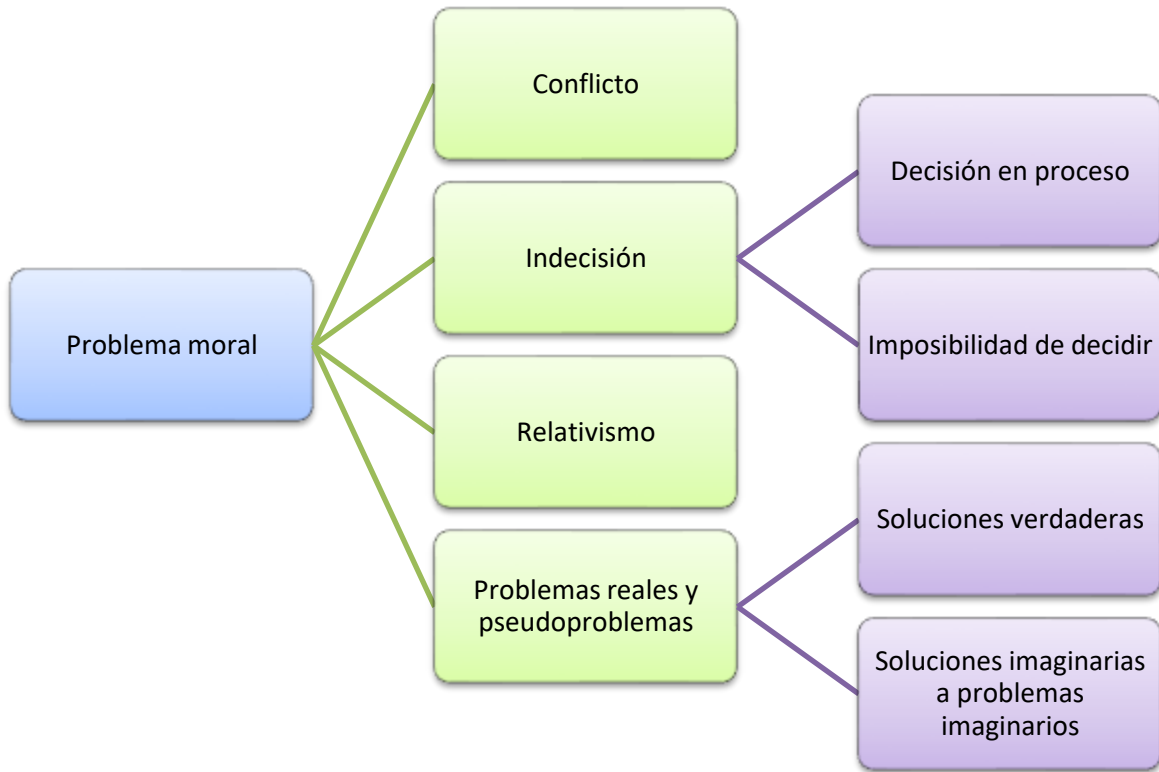 Problema moral
Conflicto
Indecisión
Decisión en proceso
Imposibilidad de decidir
Relativismo
Problemas reales y
pseudoproblemas
Soluciones verdaderas
Soluciones imaginarias
a problemas
imaginarios